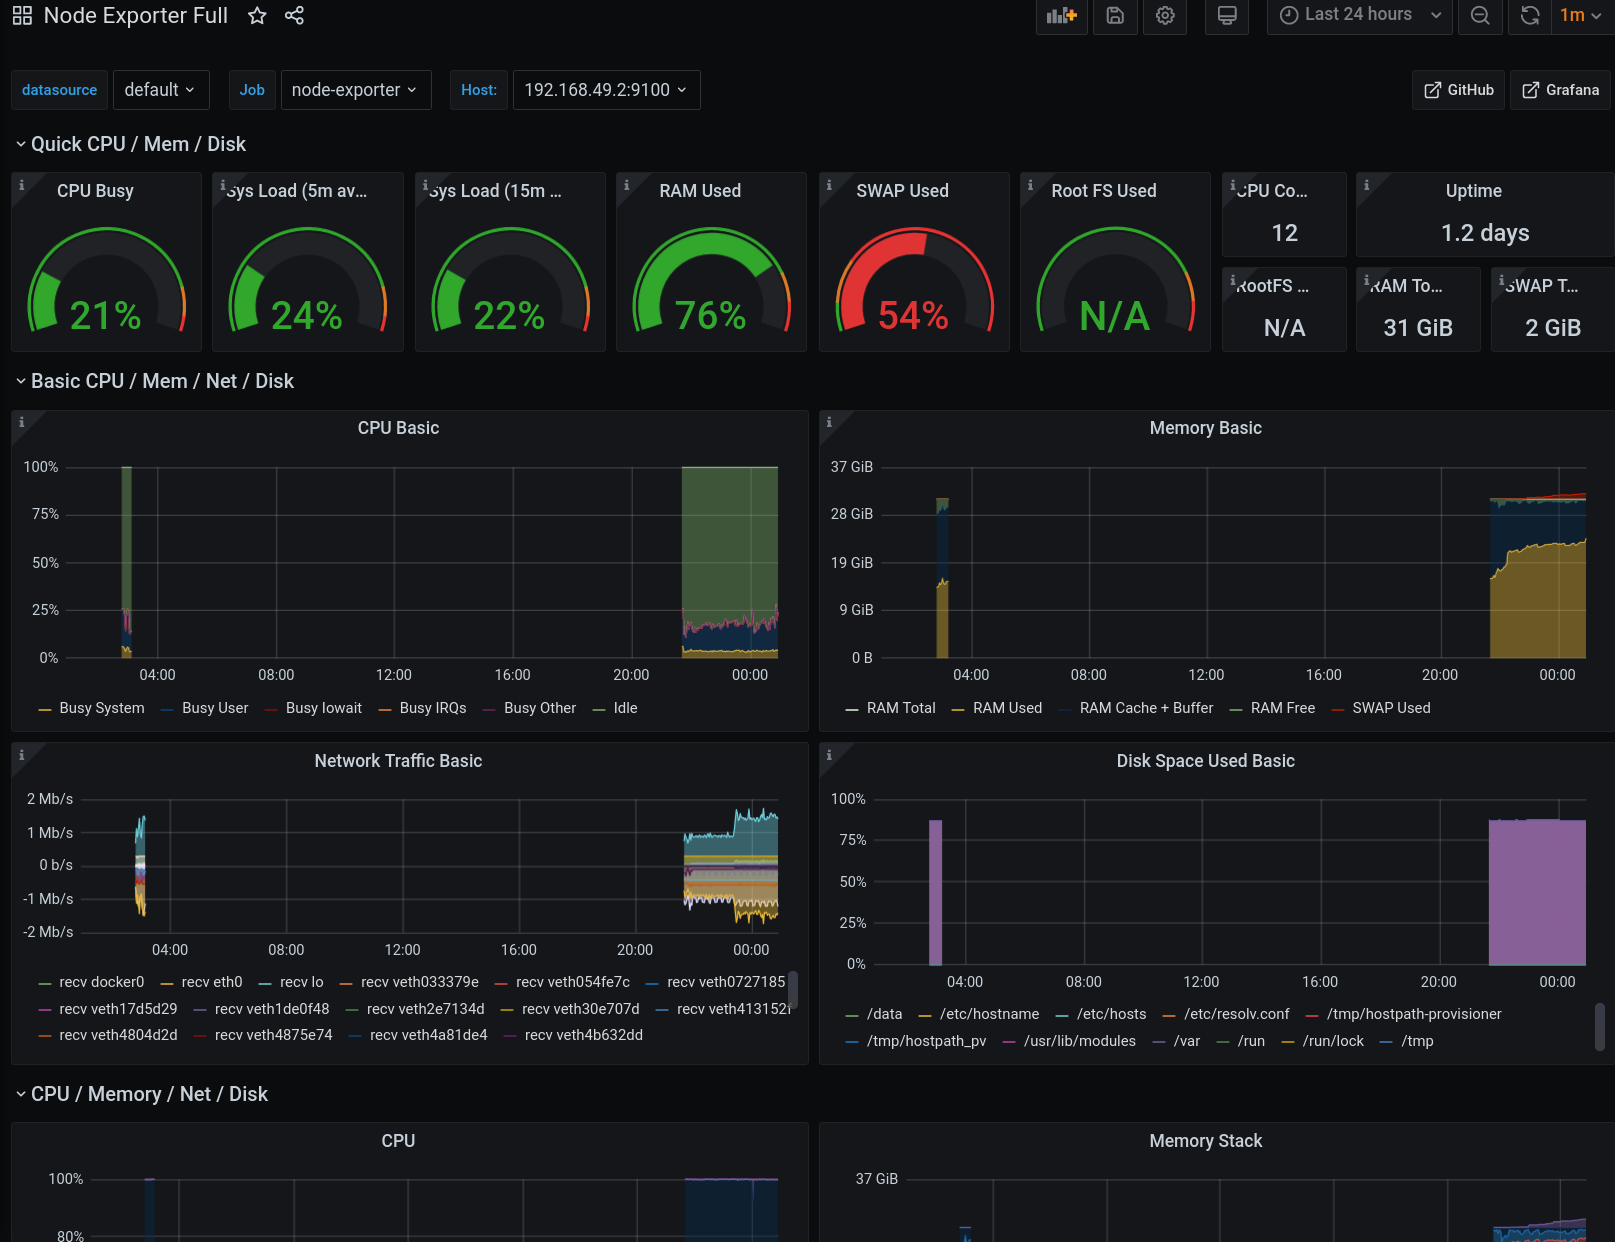 Node Exporter Full
Last 24 hours
1m
datasource default Job node-exporter Host: 192.168.49.2:9100 GitHub Grafana
Quick CPU / Mem / Disk
CPU Busy
21%
Sys Load (5m av...
24%
Sys Load (15m ...
22%
RAM Used
76%
SWAP Used
54%
Root FS Used
N/A
CPU Co...
12
Uptime
1.2 days
RootFS ...
N/A
RAM To...
31 GiB
SWAP T...
2 GiB
Basic CPU / Mem / Net / Disk
CPU Basic
100%
75%
50%
25%
0%
04:00 08:00 12:00 16:00 20:00 00:00
Busy System Busy User Busy Iowait Busy IRQs Busy Other Idle
Memory Basic
37 GiB
28 GiB
19 GiB
9 GiB
0 B
04:00 08:00 12:00 16:00 20:00 00:00
RAM Total RAM Used RAM Cache + Buffer RAM Free SWAP Used
Network Traffic Basic
2 Mb/s
1 Mb/s
0 b/s
-1 Mb/s
-2 Mb/s
04:00 08:00 12:00 16:00 20:00 00:00
recv docker0 recv eth0 recv lo recv veth033379e recv veth054fe7c recv veth0727185
recv veth17d5d29 recv veth1de0f48 recv veth2e7134d recv veth30e707d recv veth413152f
recv veth4804d2d recv veth4875e74 recv veth4a81de4 recv veth4b632dd
Disk Space Used Basic
100%
75%
50%
25%
0%
04:00 08:00 12:00 16:00 20:00 00:00
/data /etc/hostname /etc/hosts /etc/resolv.conf /tmp/hostpath-provisioner
/tmp/hostpath_pv /usr/lib/modules /var /run /run/lock /tmp
CPU / Memory / Net / Disk
CPU
100%
80%
Memory Stack
37 GiB